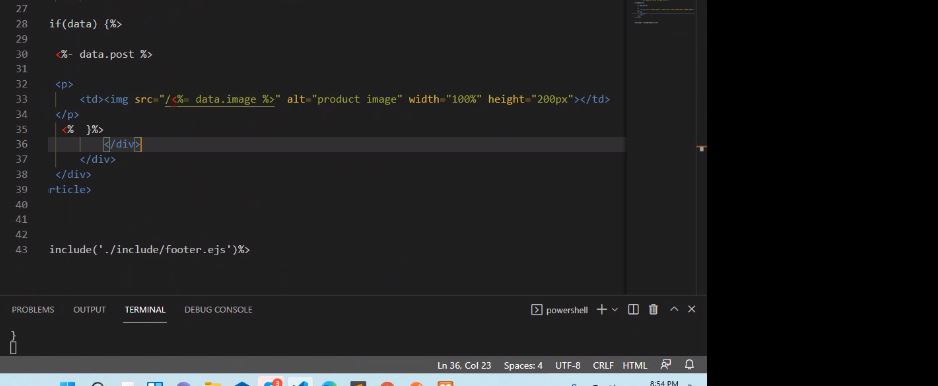 27
28 if(data) {%>
29
30 <%- data.post %>
31
32 <p>
33 <td><img src="/<%= data.image %>" alt="product image" width="100%" height="200px"></td>
34 </p>
35 <% }%>
36 </div>
37 </div>
38 </div>
39 rticle>
40
41
42
43 include('./include/footer.ejs')%>
PROBLEMS OUTPUT TERMINAL DEBUG CONSOLE powershell
}
Ln 36, Col 23 Spaces: 4 UTF-8 CRLF HTML
8:54 PM